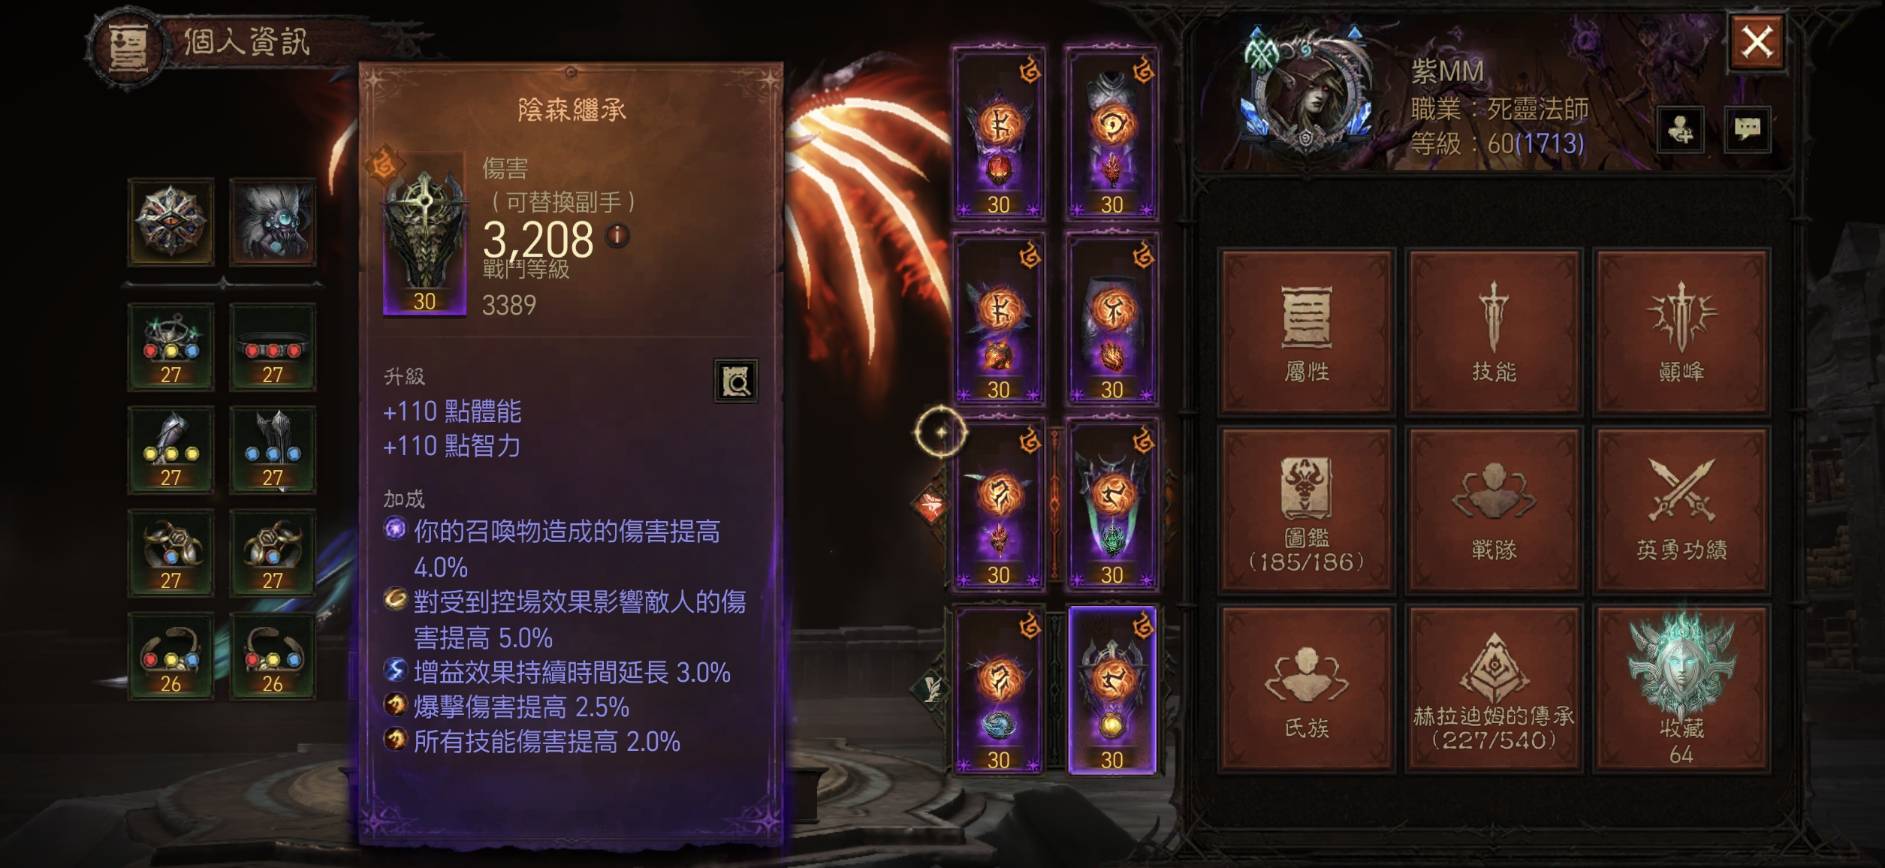 個人資訊
27
27
27
27
27
27
26
26
陰森繼承
傷害
（可替換副手）
3,208
戰鬥等級
30
3389
升級
+110 點體能
+110 點智力
加成
你的召喚物造成的傷害提高
4.0%
對受到控場效果影響敵人的傷
害提高 5.0%
增益效果持續時間延長 3.0%
爆擊傷害提高 2.5%
所有技能傷害提高 2.0%
30
30
30
30
30
30
30
30
紫MM
職業：死靈法師
等級：60(1713)
屬性
技能
巔峰
圖鑑
(185/186)
戰隊
英勇功績
氏族
赫拉迪姆的傳承
(227/540)
收藏
64